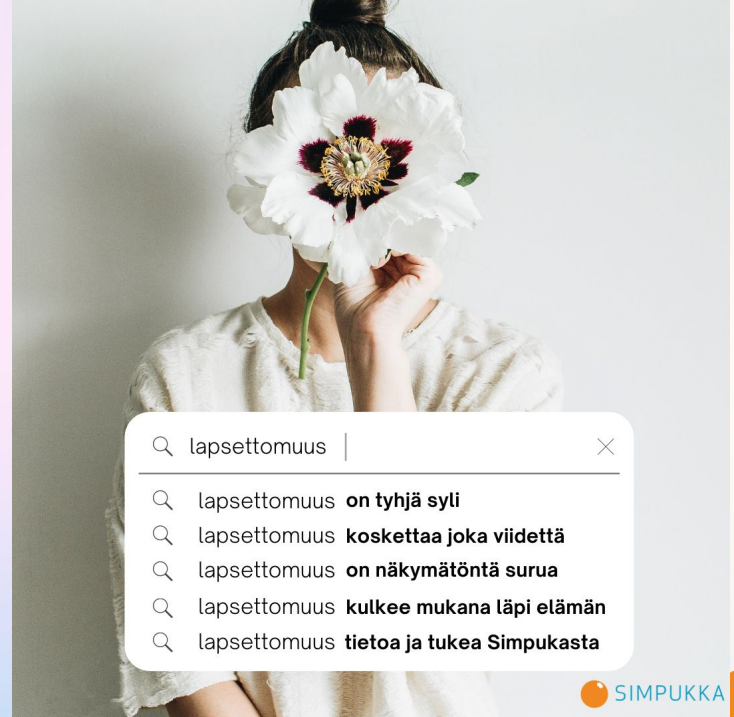 lapsettomuus
lapsettomuus on tyhjä syli
lapsettomuus koskettaa joka viidettä
lapsettomuus on näkymätöntä surua
lapsettomuus kulkee mukana läpi elämän
lapsettomuus tietoa ja tukea Simpukasta
SIMPUKKA